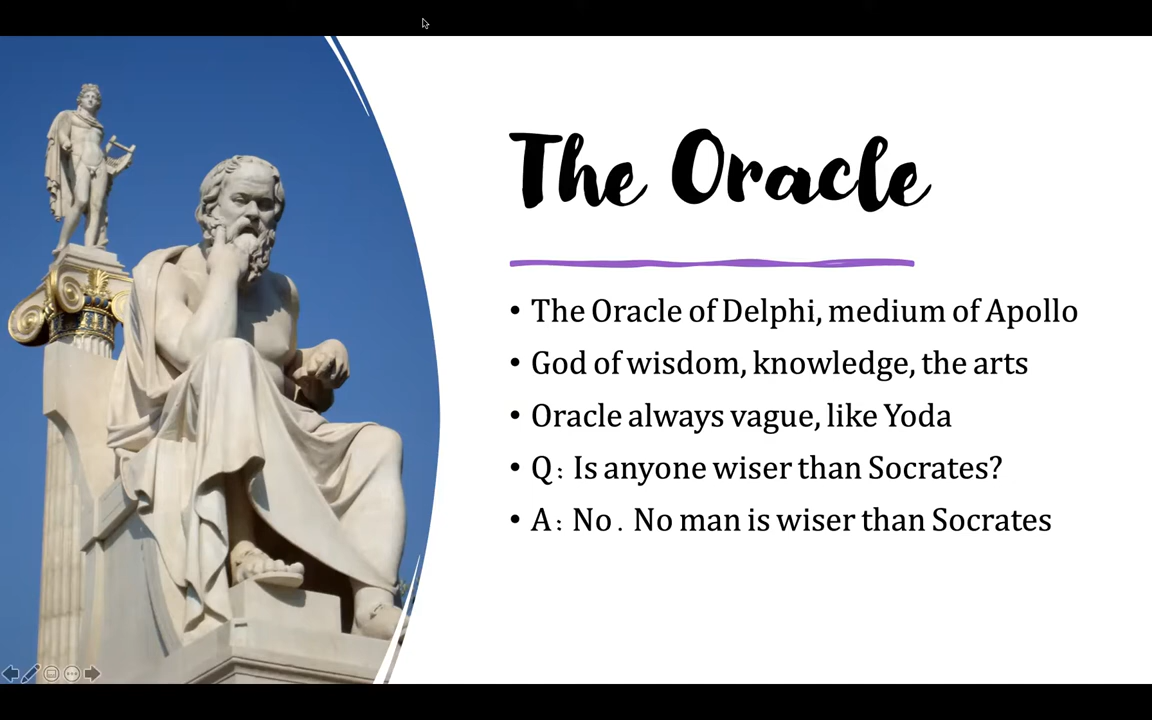 The Oracle
• The Oracle of Delphi, medium of Apollo
• God of wisdom, knowledge, the arts
• Oracle always vague, like Yoda
• Q: Is anyone wiser than Socrates?
• A: No. No man is wiser than Socrates